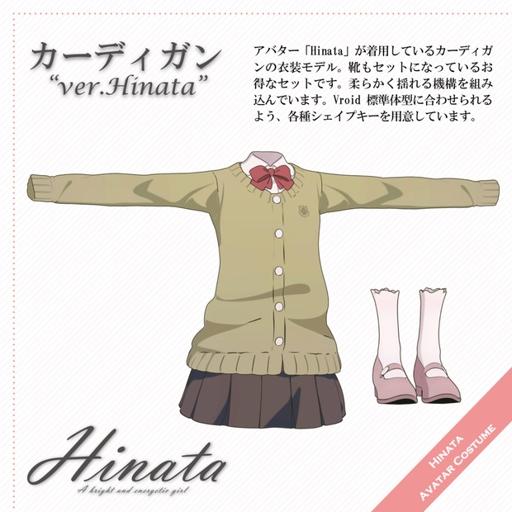 カーディガン
“ver.Hinata”
アバター「Hinata」が着用しているカーディガ
ンの衣装モデル。靴もセットになっているお
得なセットです。柔らかく揺れる機構を組み
込んでいます。Vroid 標準体型に合わせられる
よう、各種シェイプキーを用意しています。
Hinata
A bright and energetic girl
Hinata
Avatar Costume